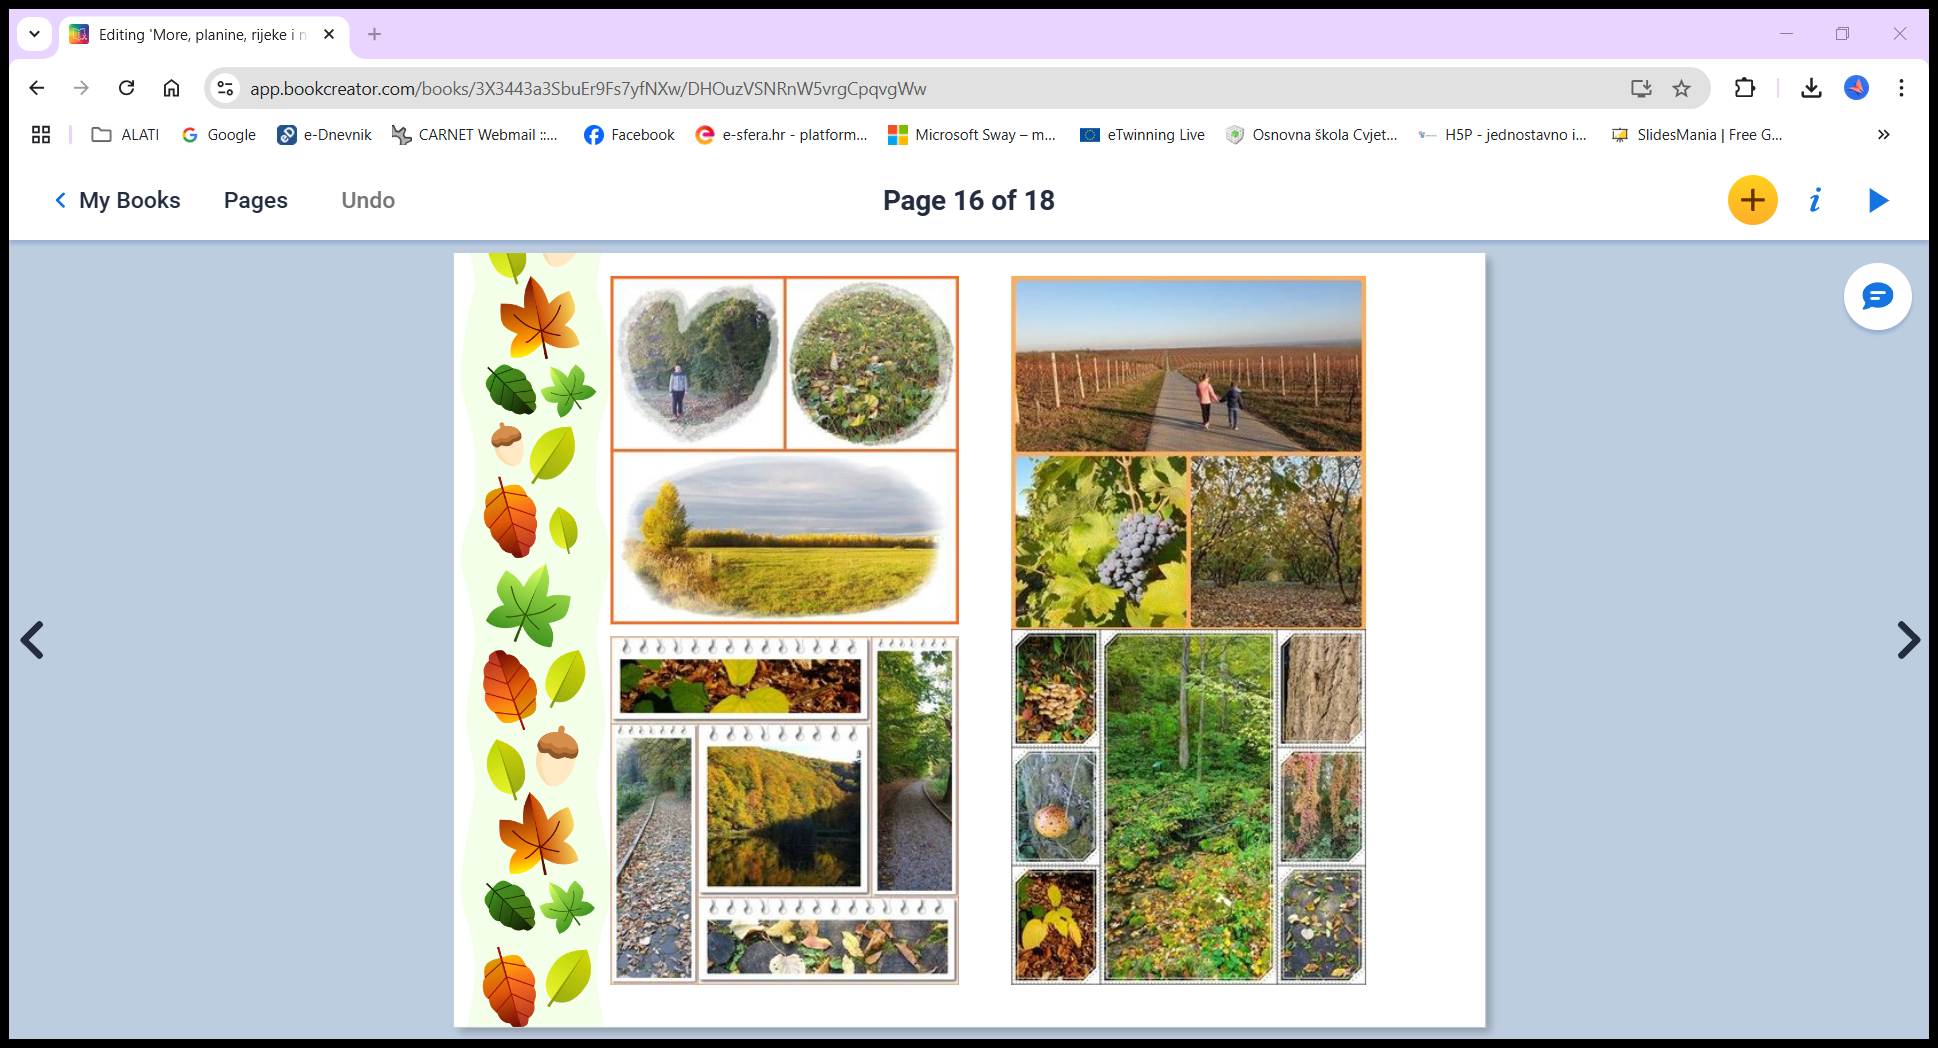 Editing 'More, planine, rijeke i n
app.bookcreator.com/books/3X3443a3SbuEr9Fs7yfNXw/DHOuzVSNRnW5vrgCpqvgWw
ALATI Google e-Dnevnik CARNET Webmail ::... Facebook e-sfera.hr - platform... Microsoft Sway – m... eTwinning Live Osnovna škola Cvjet... H5P - jednostavno i... SlidesMania | Free G...
My Books Pages Undo Page 16 of 18